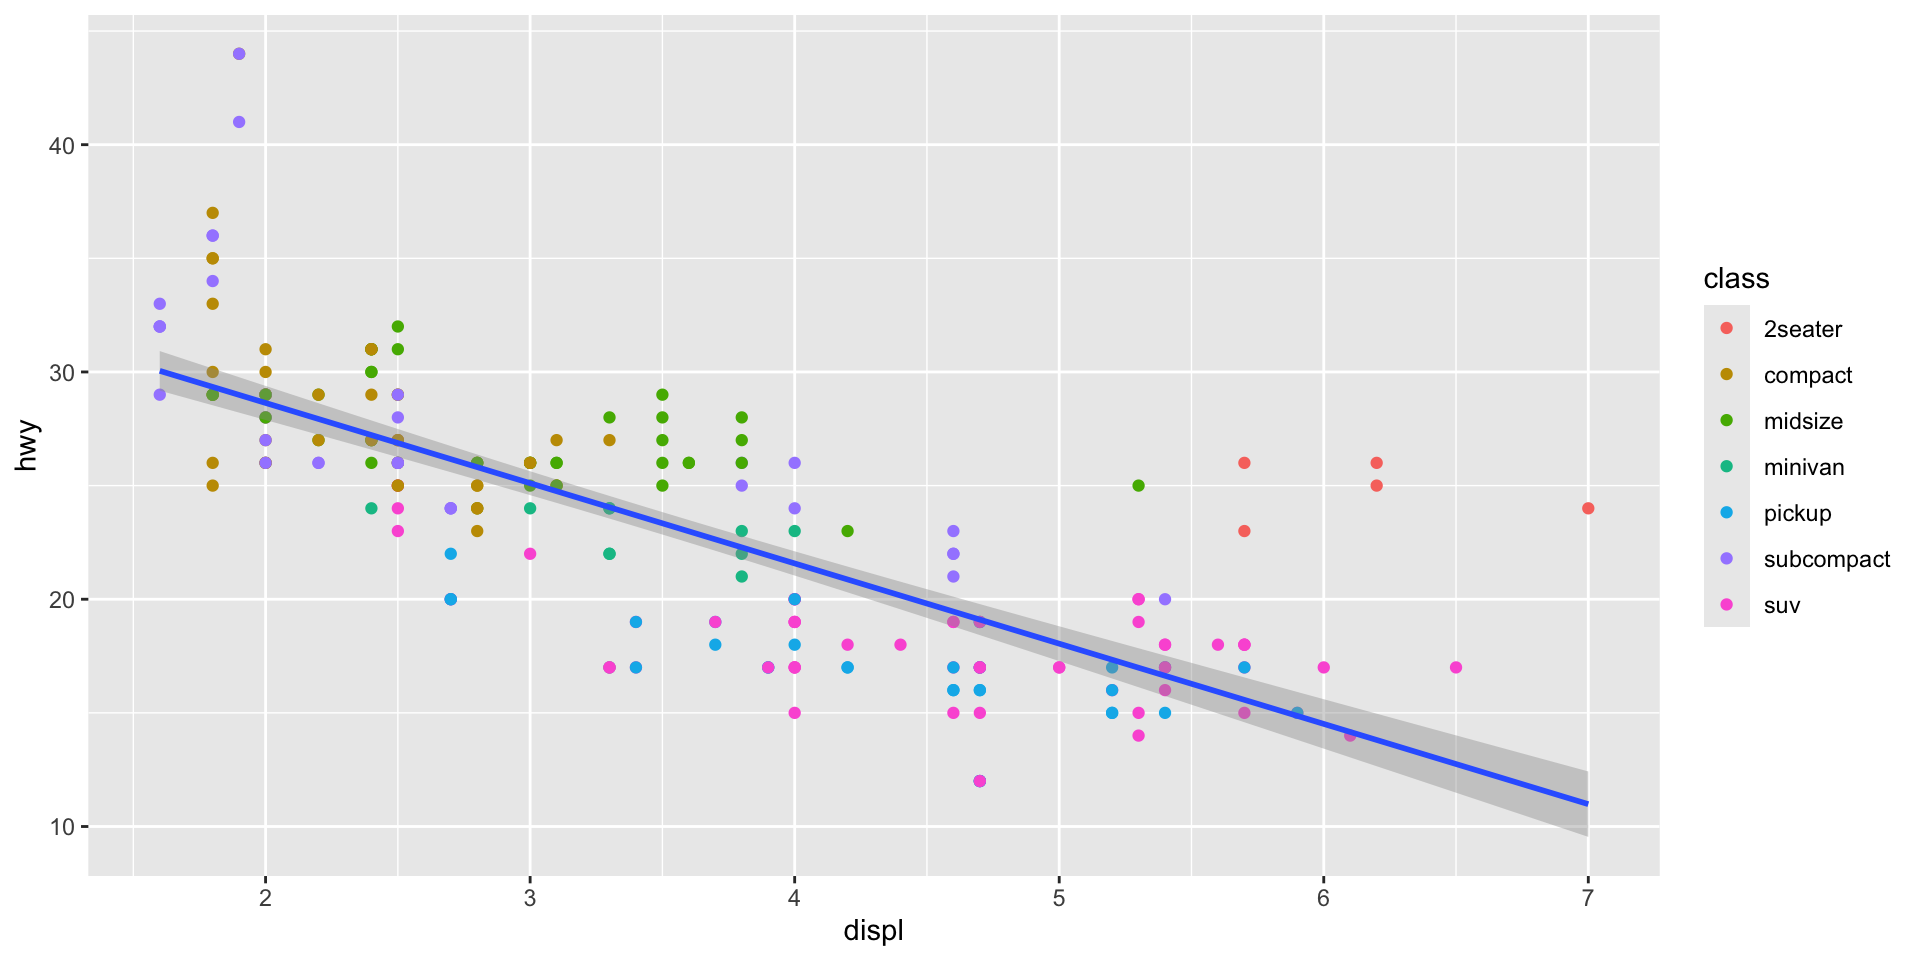 40
30
20
10
hwy
2 3 4 5 6 7
displ
class
2seater
compact
midsize
minivan
pickup
subcompact
suv